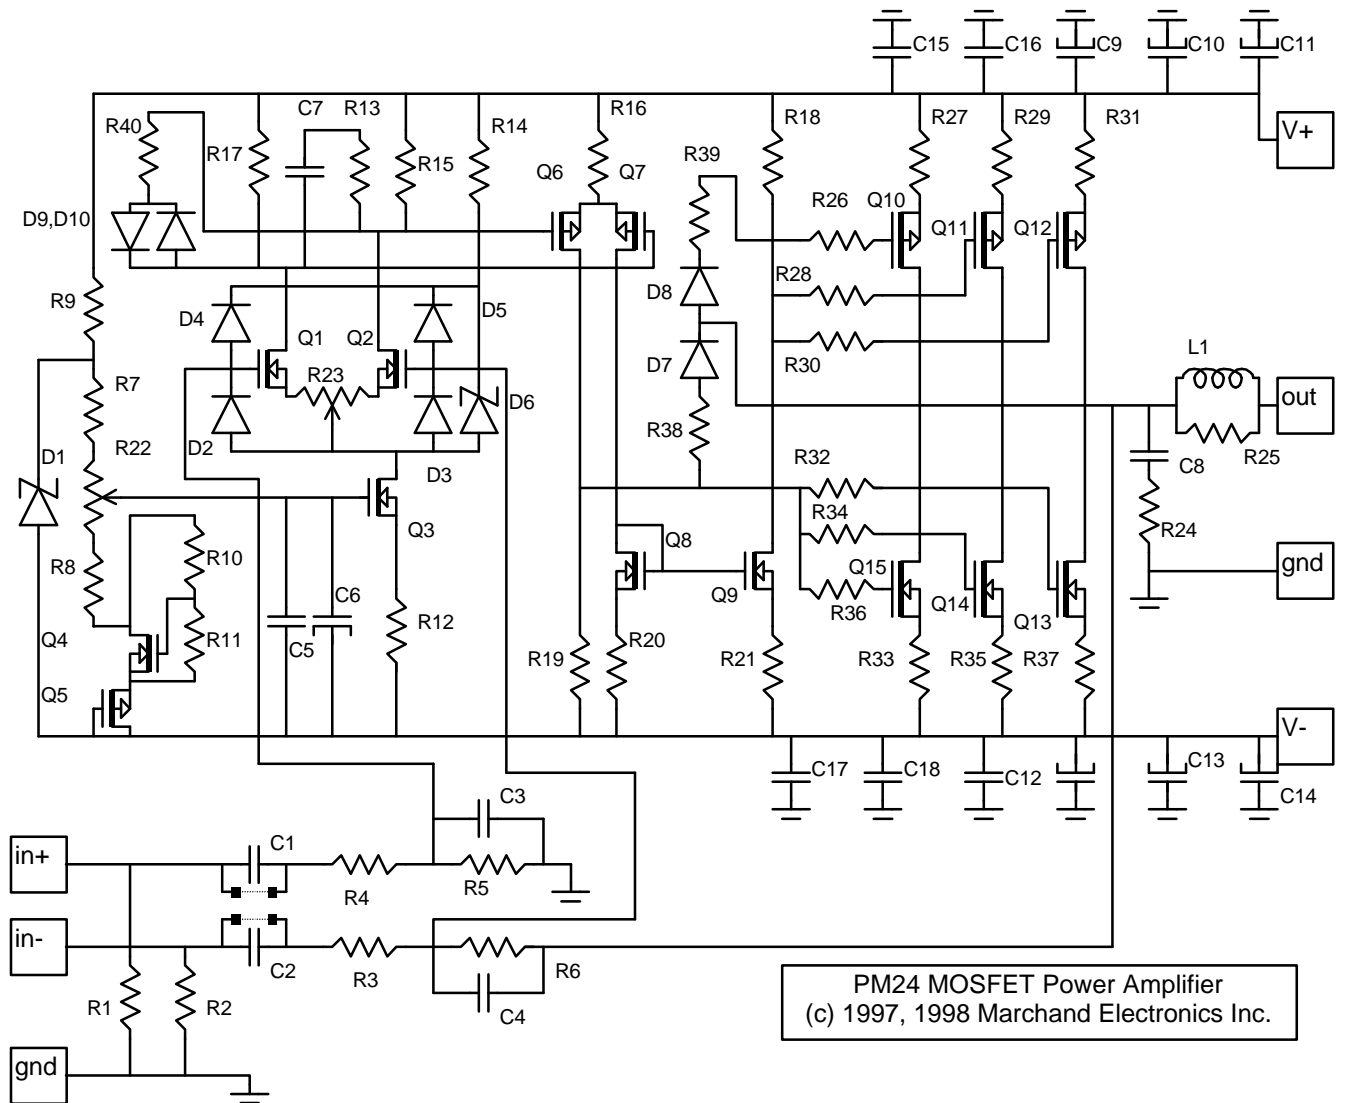 C15 C16 C9 C10 C11
R40 C7 R13 R16 R18 R27 R29 R31
V+
R17 R15 R14
R39
Q6 Q7
D9,D10 R26 Q10 Q11 Q12
R28
R9 D4 D5 D8
Q1 Q2
R30 L1
R7 R23 D7
D6 out
R22 D2 R38
D1 D3 R32 C8 R25
Q3 R34 R24
R8 R10 Q8 Q15 gnd
C6 Q9 R36 Q14 Q13
Q4 R11 C5 R12
R19 R20 R21 R33 R35 R37
Q5
V-
C17 C18 C12 C13
C14
C3
in+ C1
R4 R5
in-
C2 R3 R6
R1 R2 C4
PM24 MOSFET Power Amplifier
(c) 1997, 1998 Marchand Electronics Inc.
gnd